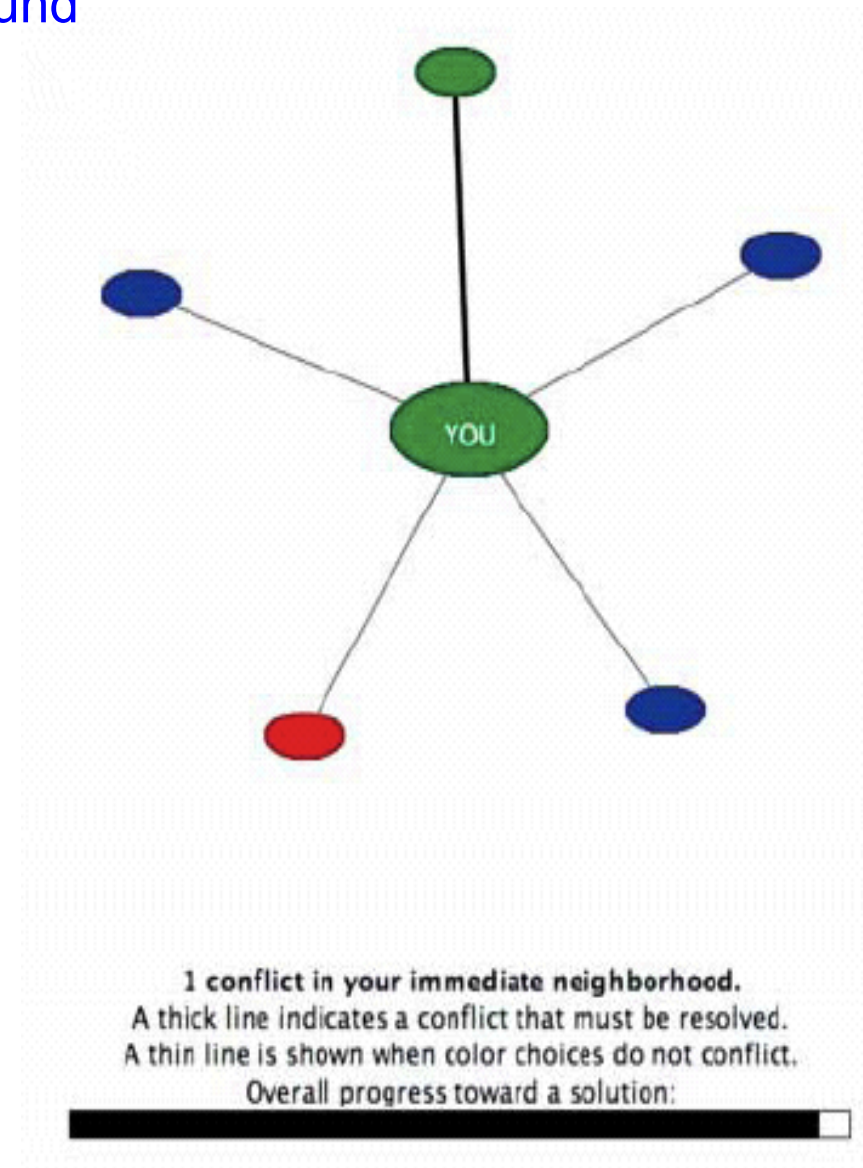 YOU
1 conflict in your immediate neighborhood.
A thick line indicates a conflict that must be resolved.
A thin line is shown when color choices do not conflict.
Overall progress toward a solution: